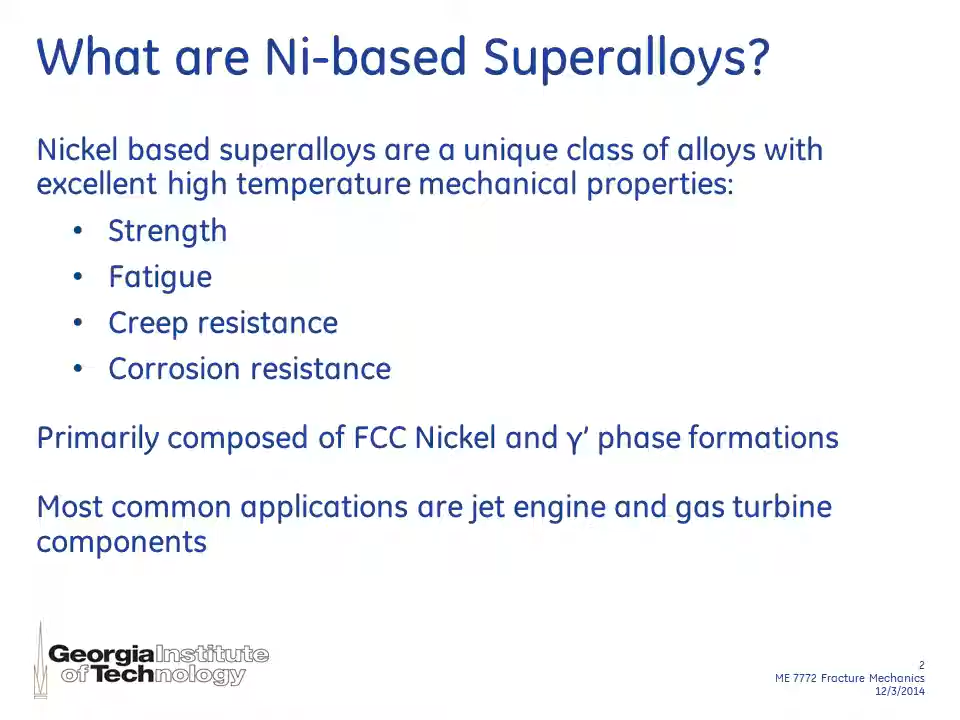 What are Ni-based Superalloys?
Nickel based superalloys are a unique class of alloys with
excellent high temperature mechanical properties:
• Strength
• Fatigue
• Creep resistance
• Corrosion resistance
Primarily composed of FCC Nickel and γ’ phase formations
Most common applications are jet engine and gas turbine
components
Georgia Institute
of Technology
2
ME 7772 Fracture Mechanics
12/3/2014